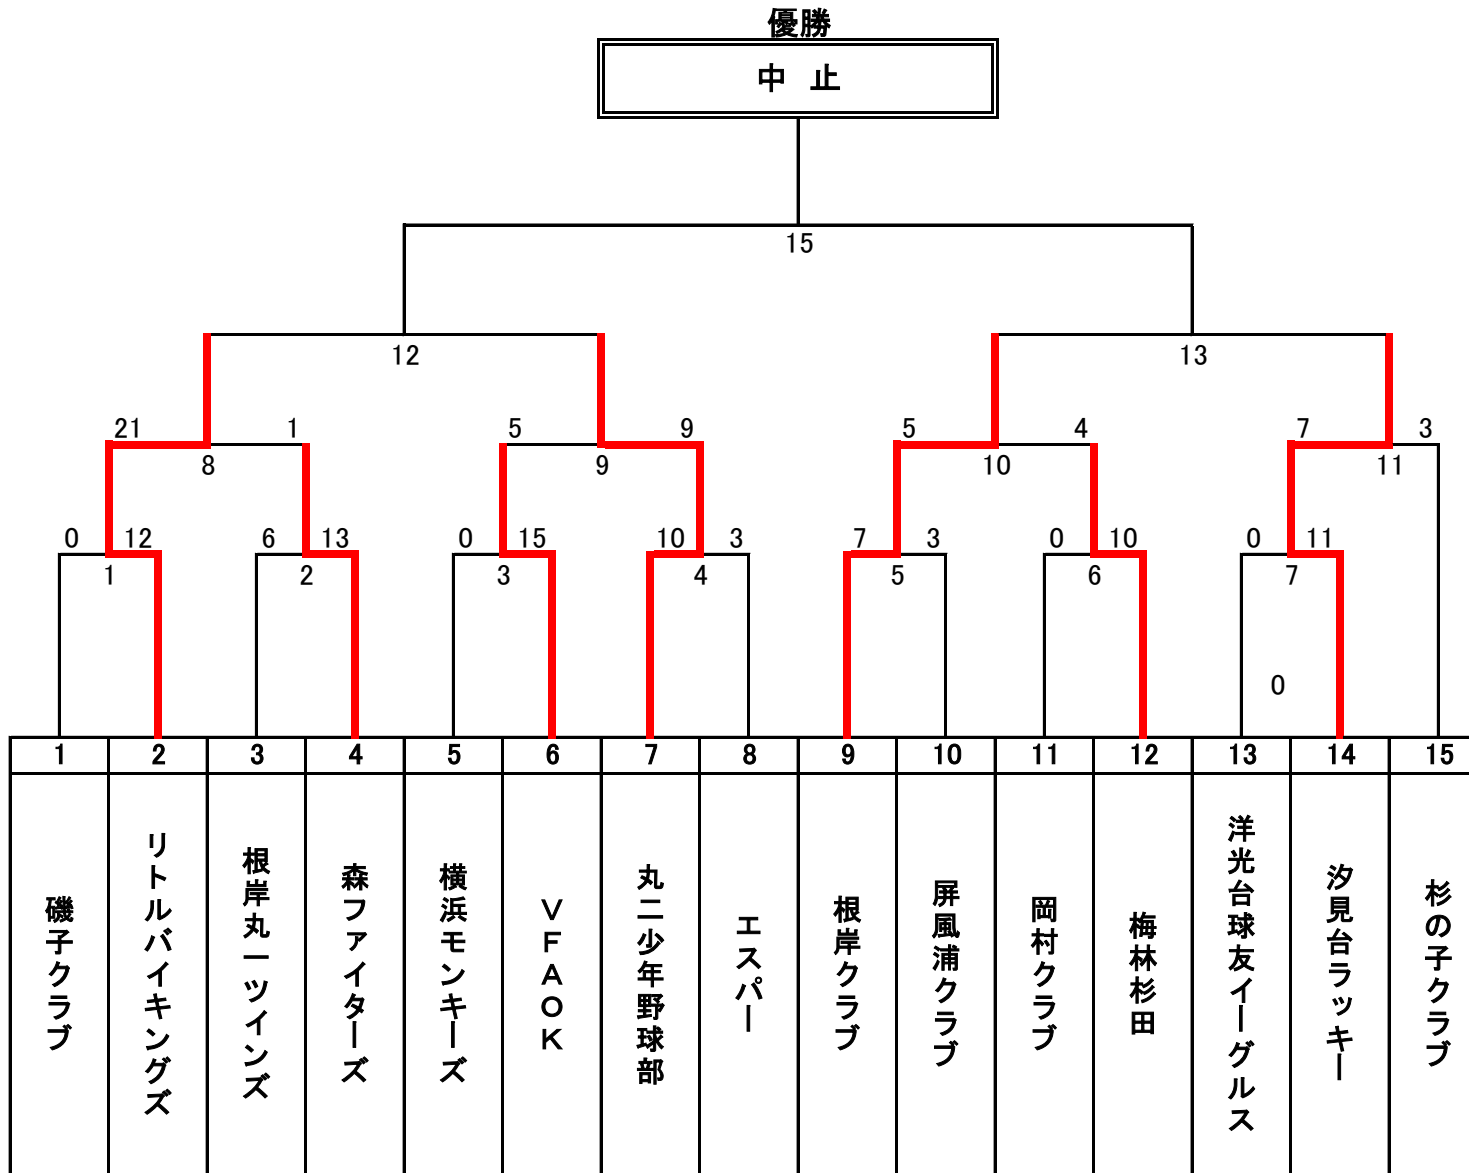 優勝
中 止
15
12
13
21 1 5 9 5 4 7 3
8 9 10 11
0 12 6 13 0 15 10 3 7 3 0 10 0 11
1 2 3 4 5 6 7
0
1 2 3 4 5 6 7 8 9 10 11 12 13 14 15
磯子クラブ
リトルバイキングズ
根岸丸一ツインズ
森ファイターズ
横浜モンキーズ
VFAOK
丸二少年野球部
エスパー
根岸クラブ
屏風浦クラブ
岡村クラブ
梅林杉田
洋光台球友イーグルス
汐見台ラッキー
杉の子クラブ